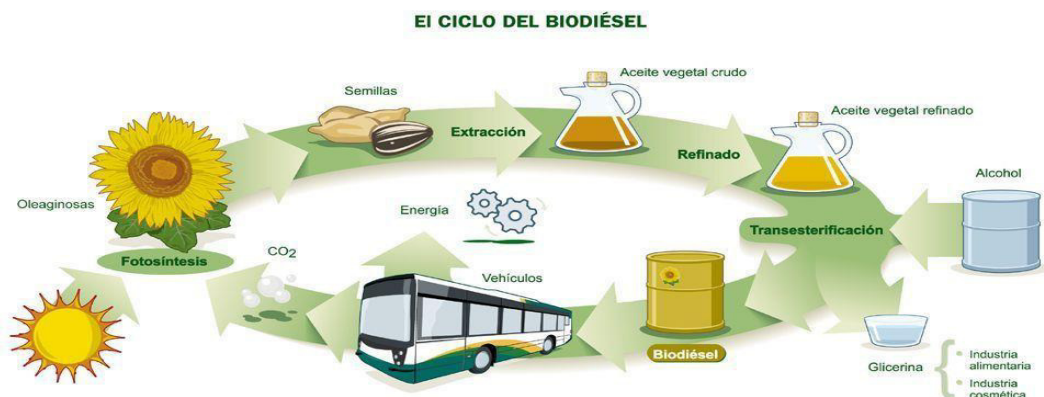 El CICLO DEL BIODIÉSEL
Semillas
Aceite vegetal crudo
Extracción
Aceite vegetal refinado
Refinado
Alcohol
Oleaginosas
Energía
Transesterificación
Fotosíntesis
CO2
Vehículos
Biodiésel
Glicerina
Industria
alimentaria
Industria
cosmética